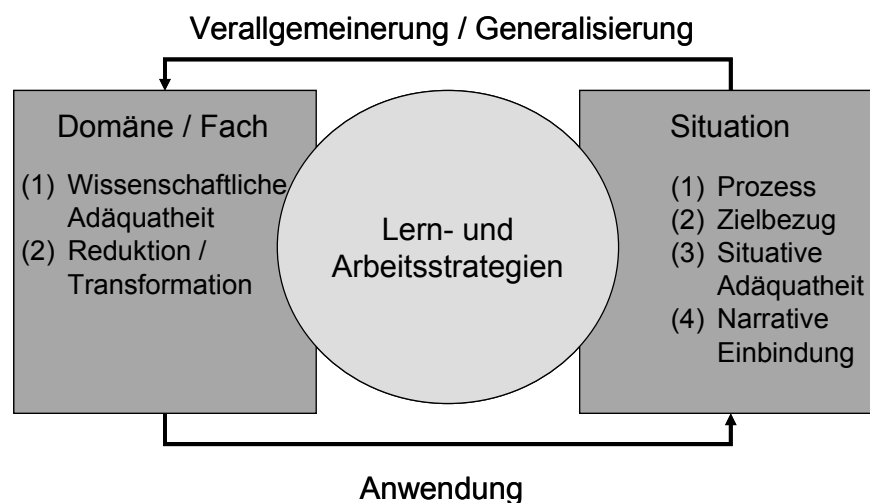 Verallgemeinerung / Generalisierung
Domäne / Fach
(1) Wissenschaftliche
Adäquatheit
(2) Reduktion /
Transformation
Lern- und
Arbeitsstrategien
Situation
(1) Prozess
(2) Zielbezug
(3) Situative
Adäquatheit
(4) Narrative
Einbindung
Anwendung